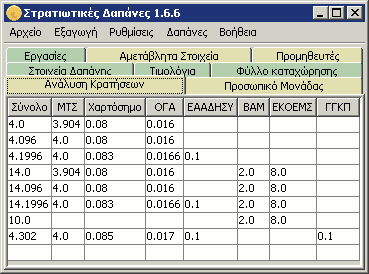 Στρατιωτικές Δαπάνες 1.6.6
Αρχείο Εξαγωγή Ρυθμίσεις Δαπάνες Βοήθεια
Εργασίες Αμετάβλητα Στοιχεία Προμηθευτές
Στοιχεία Δαπάνης Τιμολόγια Φύλλο καταχώρησης
Ανάλυση Κρατήσεων Προσωπικό Μονάδας
Σύνολο ΜΤΣ Χαρτόσημο ΟΓΑ ΕΑΑΔΗΣΥ ΒΑΜ ΕΚΟΕΜΣ ΓΓΚΠ
4.0 3.904 0.08 0.016
4.096 4.0 0.08 0.016
4.1996 4.0 0.083 0.0166 0.1
14.0 3.904 0.08 0.016 2.0 8.0
14.096 4.0 0.08 0.016 2.0 8.0
14.1996 4.0 0.083 0.0166 0.1 2.0 8.0
10.0 2.0 8.0
4.302 4.0 0.085 0.017 0.1 0.1